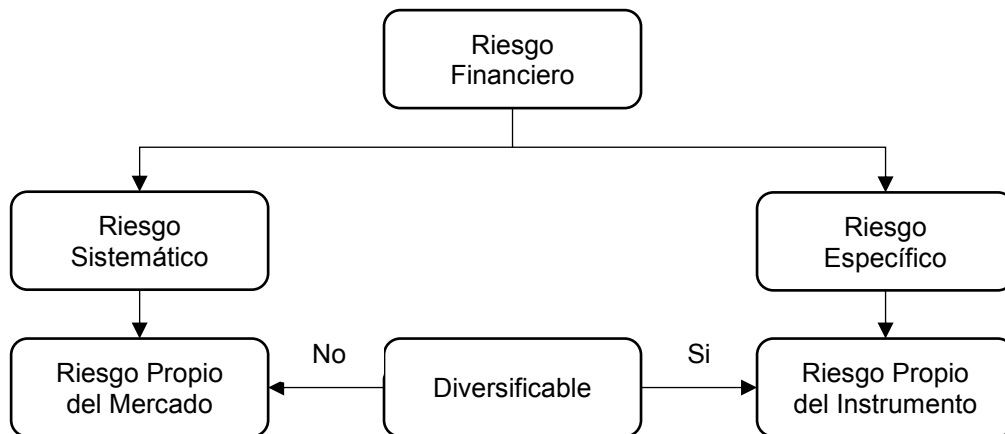 Riesgo
Financiero
Riesgo
Sistemático
Riesgo
Específico
Riesgo Propio
del Mercado
No
Diversificable
Si
Riesgo Propio
del Instrumento